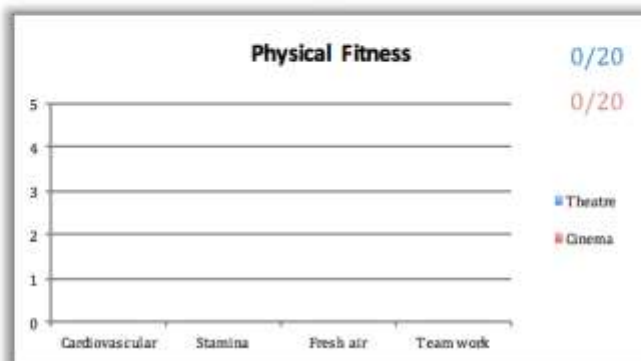 Physical Fitness
0/20
0/20
5
4
3
2
1
0
Theatre
Cinema
Cardiovascular Stamina Fresh air Team work